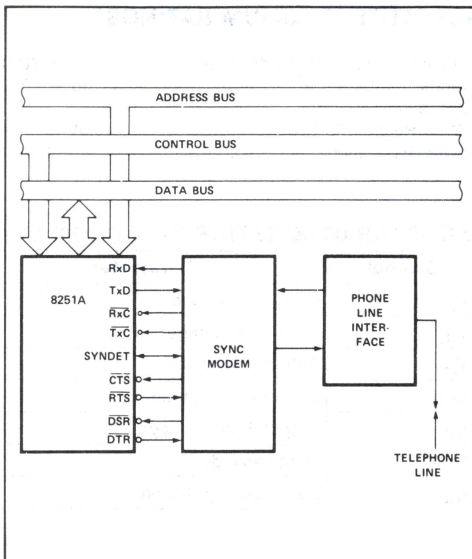 ADDRESS BUS
CONTROL BUS
DATA BUS
8251A
RxD
TxD
RxC
TxC
SYNDET
CTS
RTS
DSR
DTR
SYNC
MODEM
PHONE
LINE
INTER-
FACE
TELEPHONE
LINE